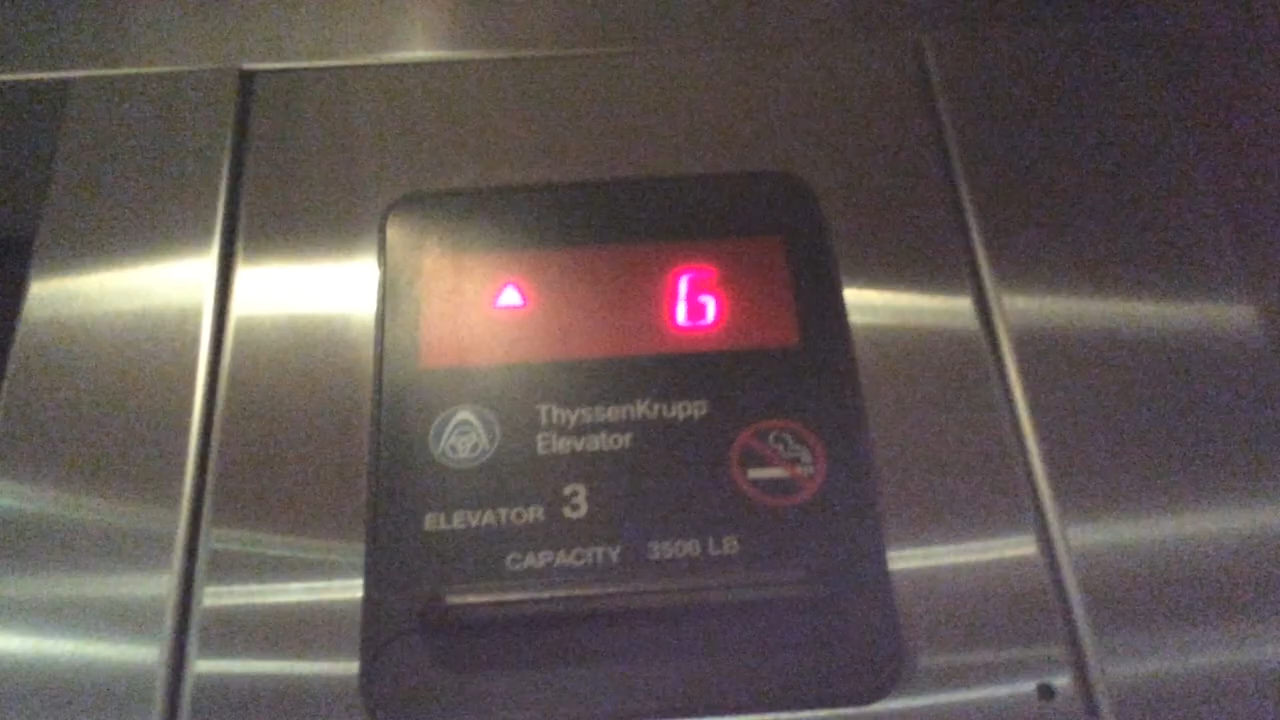 6
ThyssenKrupp
Elevator
ELEVATOR 3
CAPACITY 3500 LB